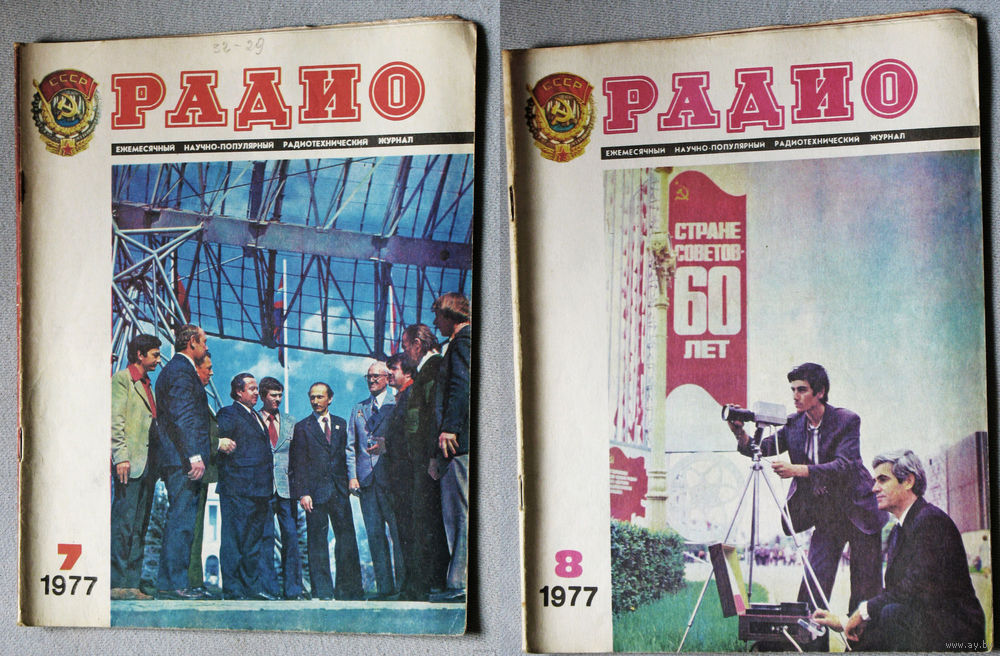 32-29
СССР
РАДИО
ЕЖЕМЕСЯЧНЫЙ НАУЧНО-ПОПУЛЯРНЫЙ РАДИОТЕХНИЧЕСКИЙ ЖУРНАЛ
7
1977
СССР
РАДИО
ЕЖЕМЕСЯЧНЫЙ НАУЧНО-ПОПУЛЯРНЫЙ РАДИОТЕХНИЧЕСКИЙ ЖУРНАЛ
СТРАНЕ
СОВЕТОВ-
60
ЛЕТ
8
1977
www.ay.by